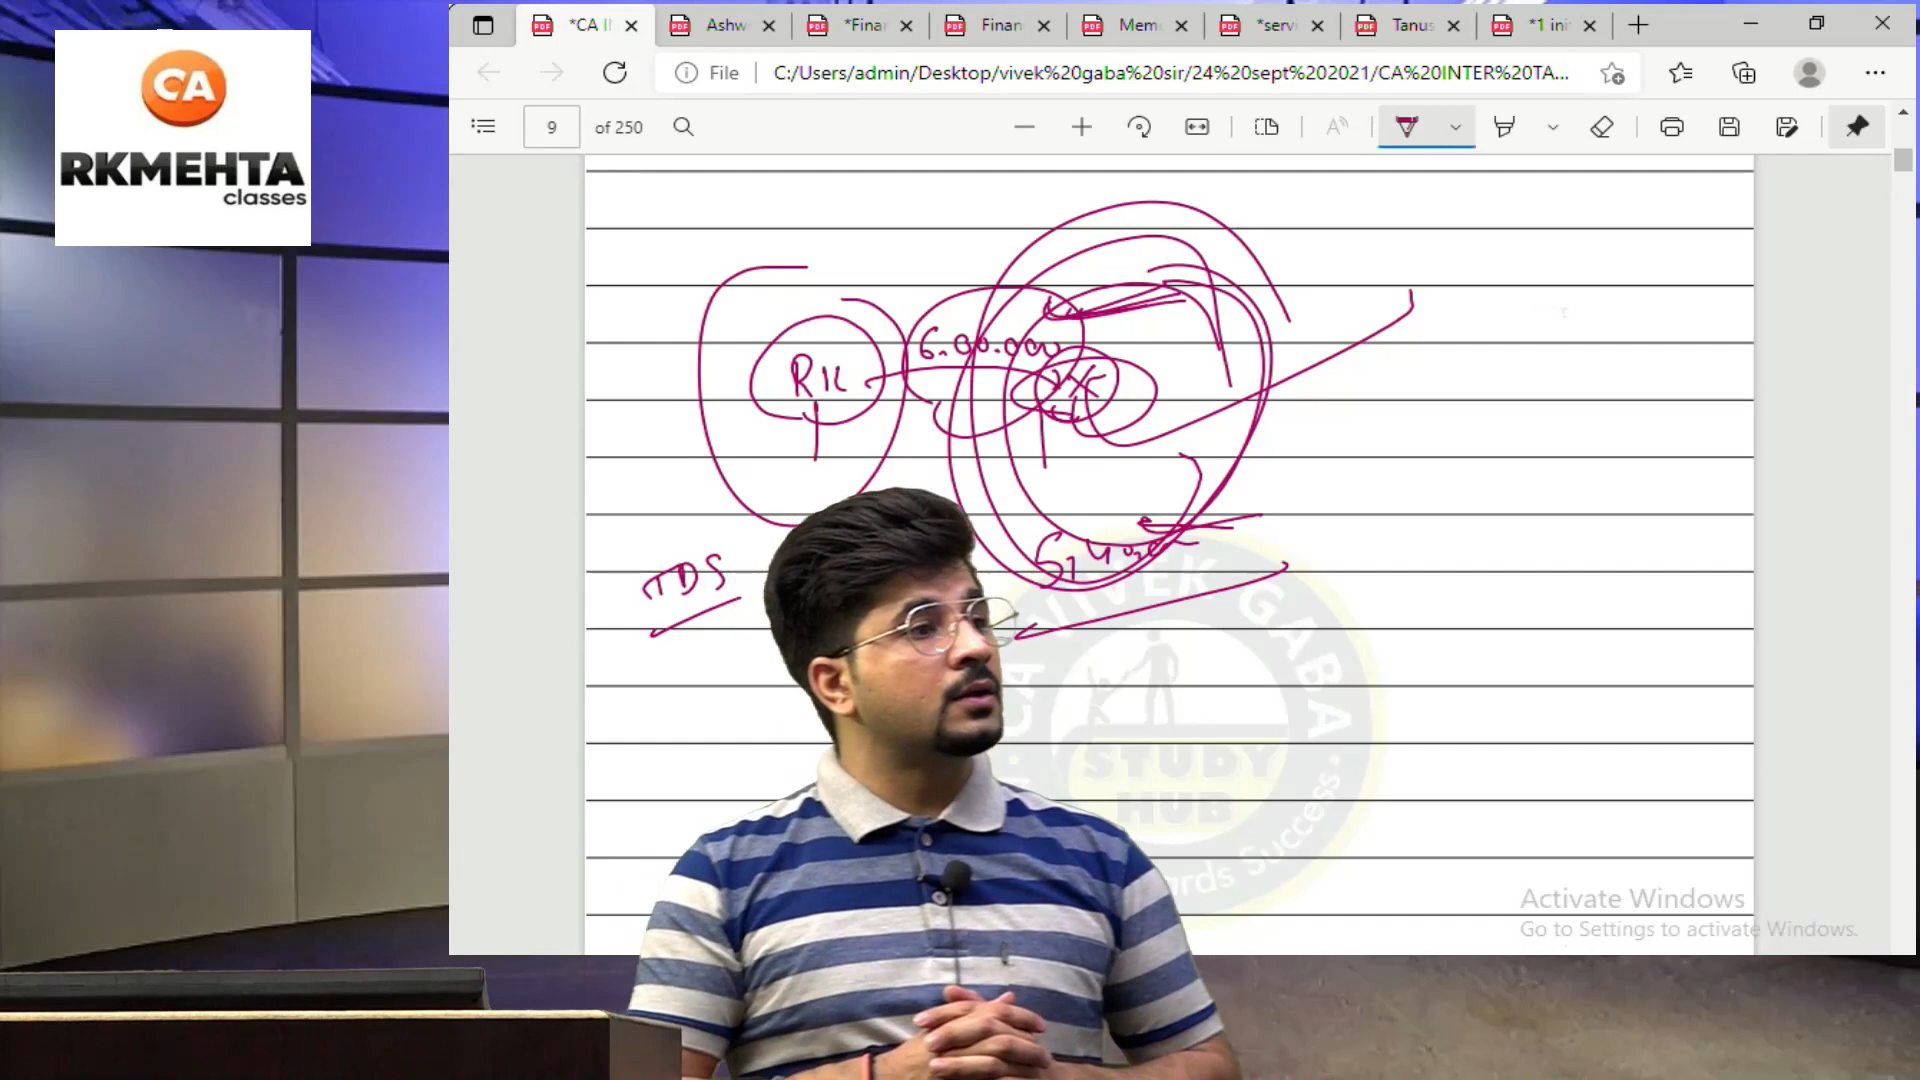 CA
RKMEHTA
classes
*CA I
Ashw
*Finar
Finan
Mem
*servi
Tanus
*1 ini
File
C:/Users/admin/Desktop/vivek%20gaba%20sir/24%20sept%202021/CA%20INTER%20TA...
9 of 250
6,00,000
RK
TDS
VIVEK GABA
STUDY
HUB
Success
Activate Windows
Go to Settings to activate Windows.